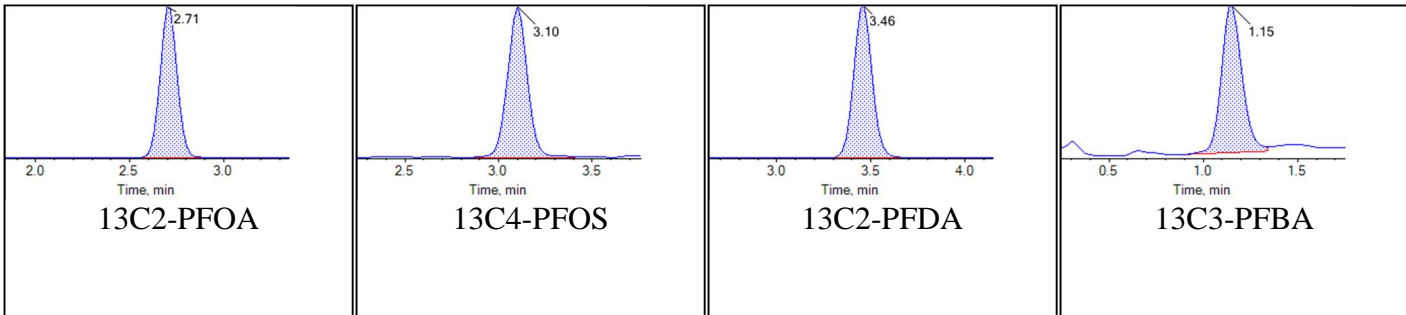 2.71
2.0 2.5 3.0
Time, min
13C2-PFOA
3.10
2.5 3.0 3.5
Time, min
13C4-PFOS
3.46
3.0 3.5 4.0
Time, min
13C2-PFDA
1.15
0.5 1.0 1.5
Time, min
13C3-PFBA